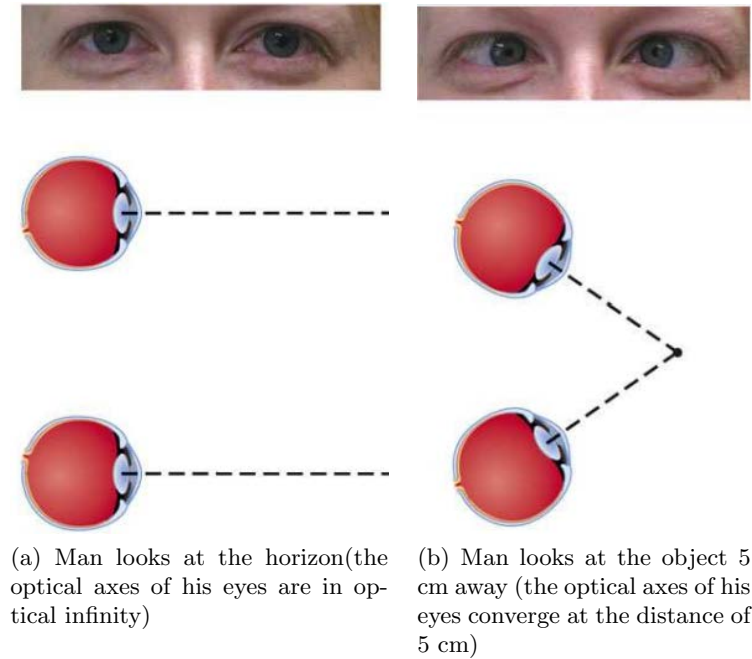 (a) Man looks at the horizon(the
optical axes of his eyes are in op-
tical infinity)
(b) Man looks at the object 5
cm away (the optical axes of his
eyes converge at the distance of
5 cm)